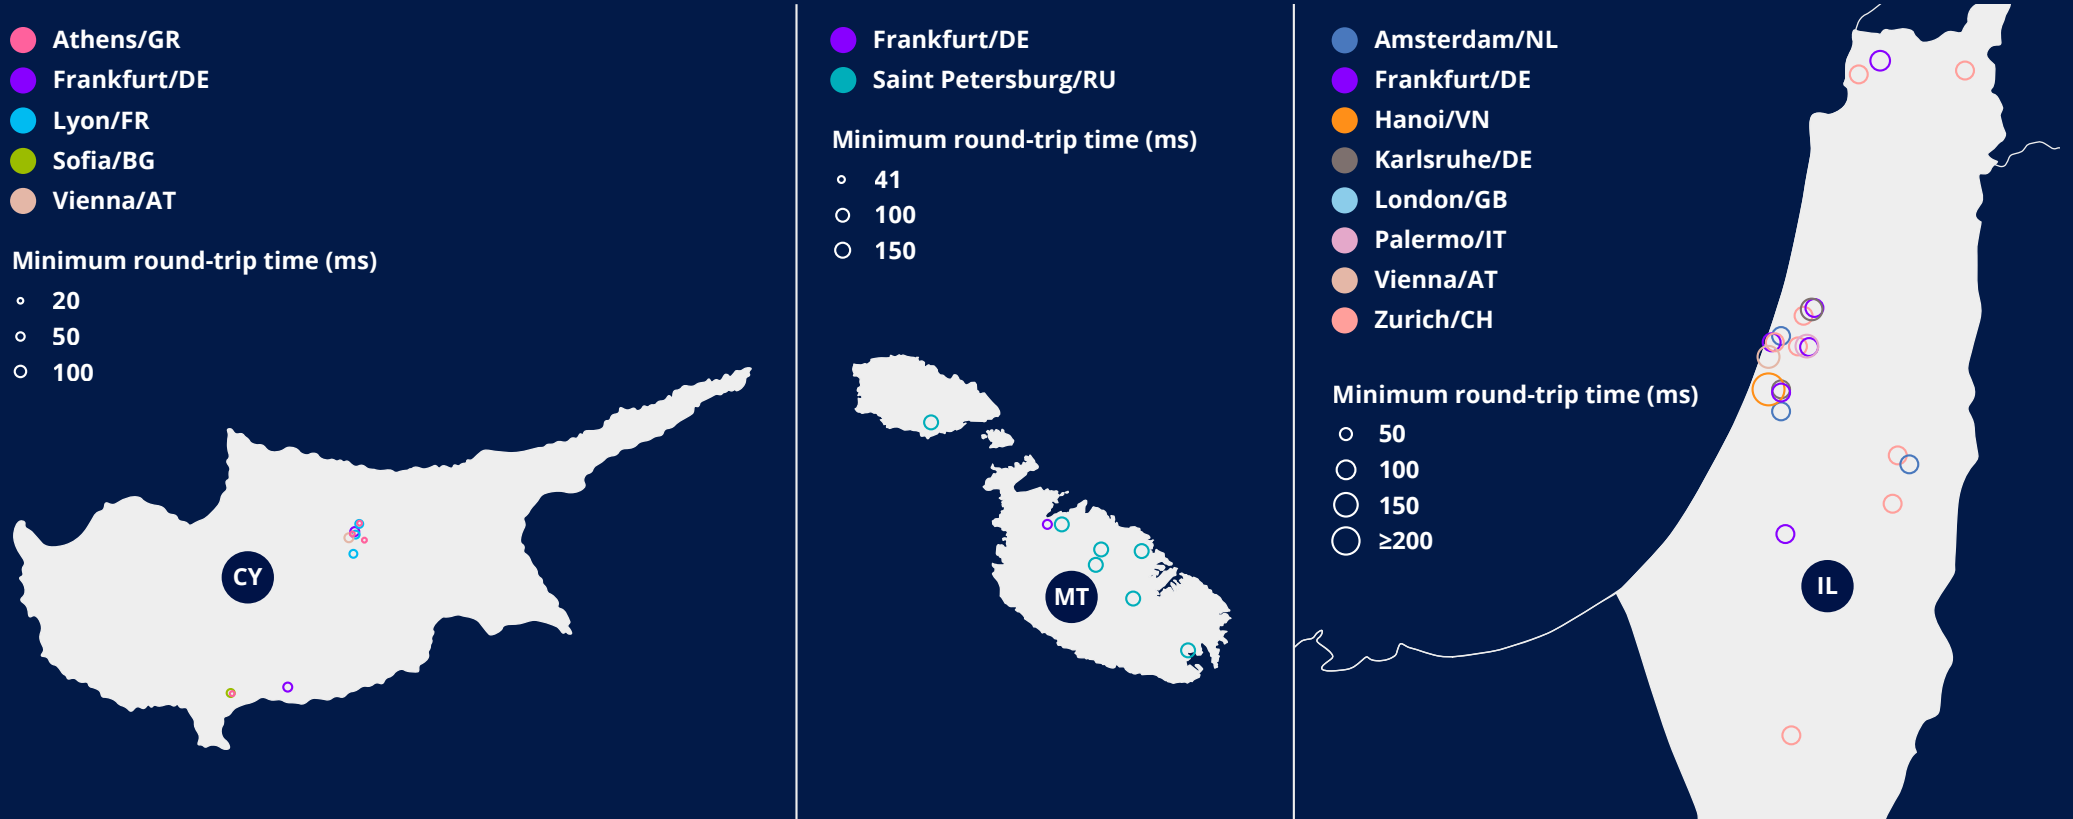 Athens/GR
Frankfurt/DE
Lyon/FR
Sofia/BG
Vienna/AT
Minimum round-trip time (ms)
20
50
100
CY
Frankfurt/DE
Saint Petersburg/RU
Minimum round-trip time (ms)
41
100
150
MT
Amsterdam/NL
Frankfurt/DE
Hanoi/VN
Karlsruhe/DE
London/GB
Palermo/IT
Vienna/AT
Zurich/CH
Minimum round-trip time (ms)
50
100
150
≥200
IL